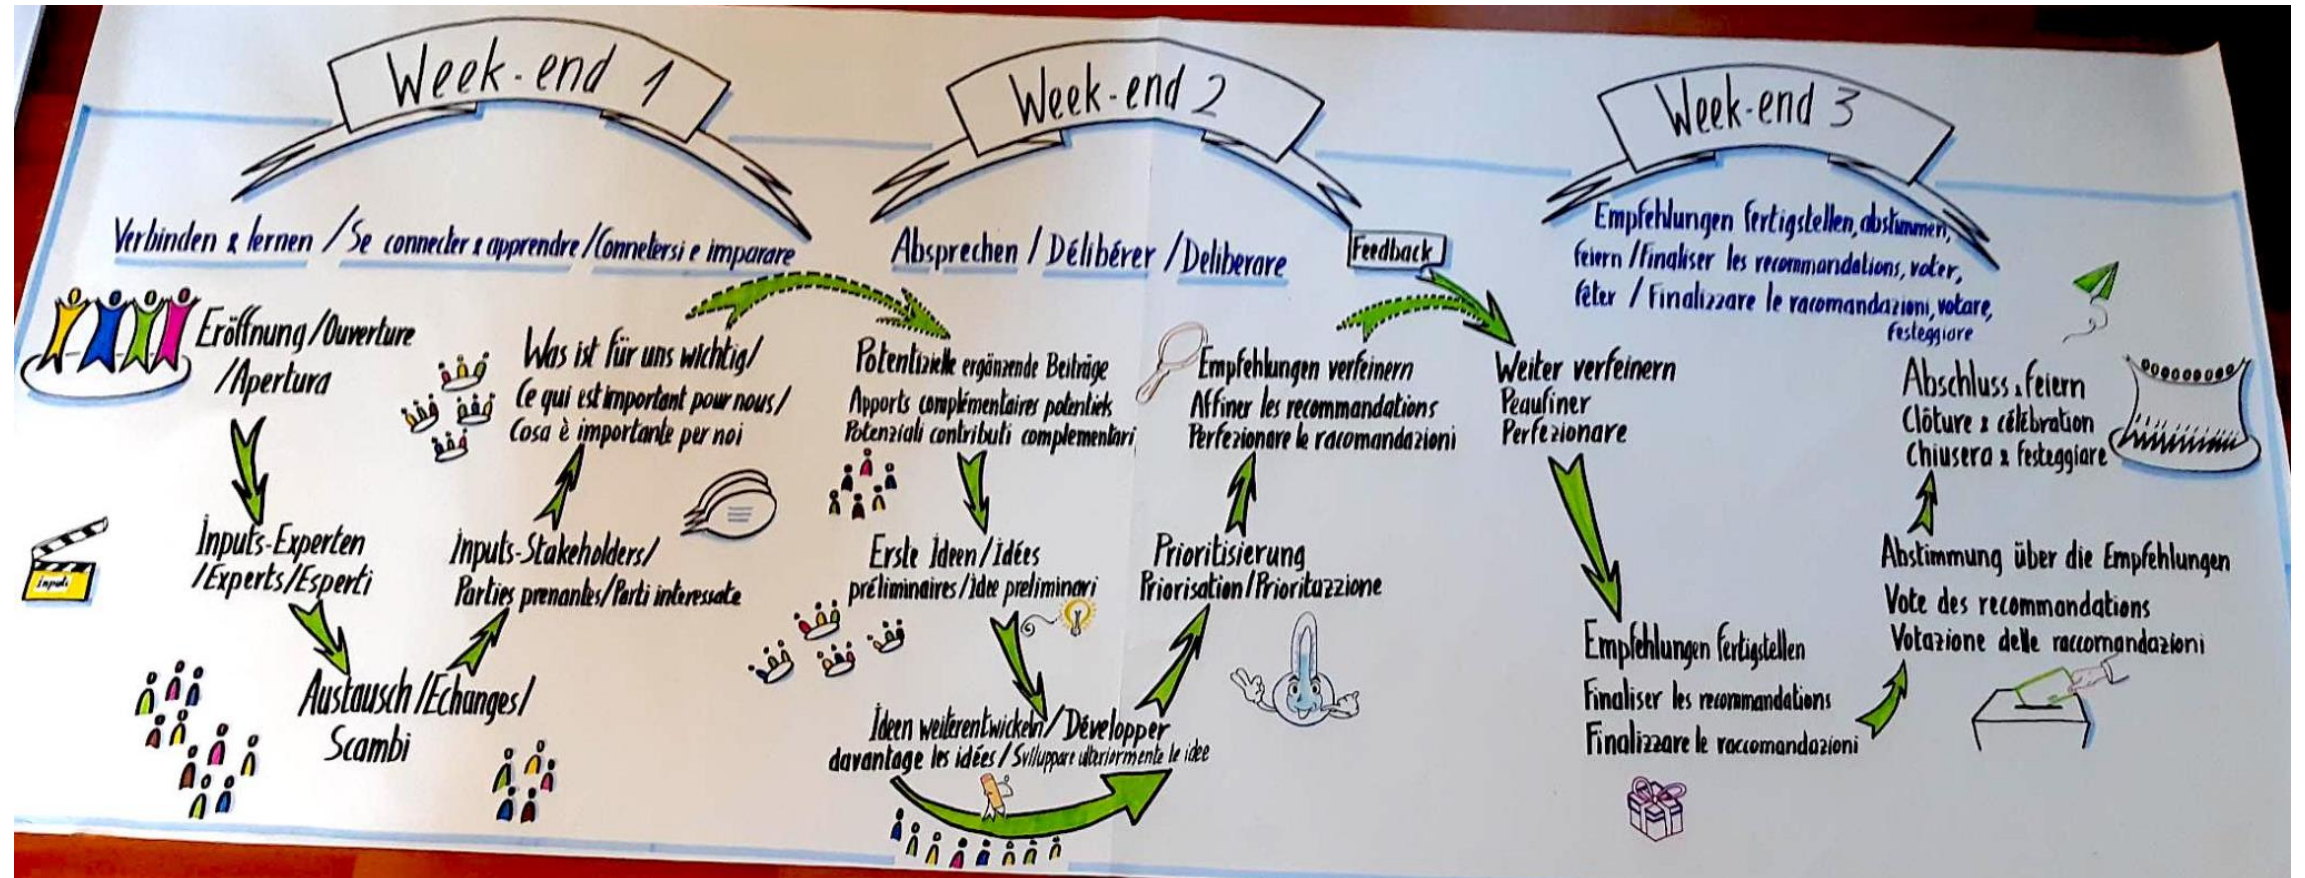 Week-end 1
Verbinden & lernen / Se connecter & apprendre / Connetersi e imparare
Eröffnung/Ouverture
/Apertura
Inputs-Experten
/Experts/Esperti
Inputs
Austausch/Echanges/
Scambi
Inputs-Stakeholders/
Parties prenantes/Parti interessate
Was ist für uns wichtig/
Ce qui est important pour nous/
Cosa è importante per noi
Week-end 2
Absprechen / Délibérer / Deliberare
Potentizielle ergänzende Beiträge
Apports complémentaires potentiels
Potenziali contributi complementari
Erste Ideen/Idées
préliminaires/Idee preliminari
Ideen weiterentwickeln/Développer
davantage les idées/Sviluppare ulteriormente le idee
Prioritisierung
Priorisation/Prioritazzione
Empfehlungen verfeinern
Affiner les recommandations
Perfezionare le racomandazioni
Feedback
Week-end 3
Empfehlungen fertigstellen, abstimmen,
feiern / Finaliser les recommandations, voter,
fêter / Finalizzare le racomandazioni, votare,
festeggiare
Weiter verfeinern
Peaufiner
Perfezionare
Empfehlungen fertigstellen
Finaliser les recommandations
Finalizzare le raccomandazioni
Abstimmung über die Empfehlungen
Vote des recommandations
Votazione delle raccomandazioni
Abschluss & feiern
Clôture & célébration
Chiusera & festeggiare